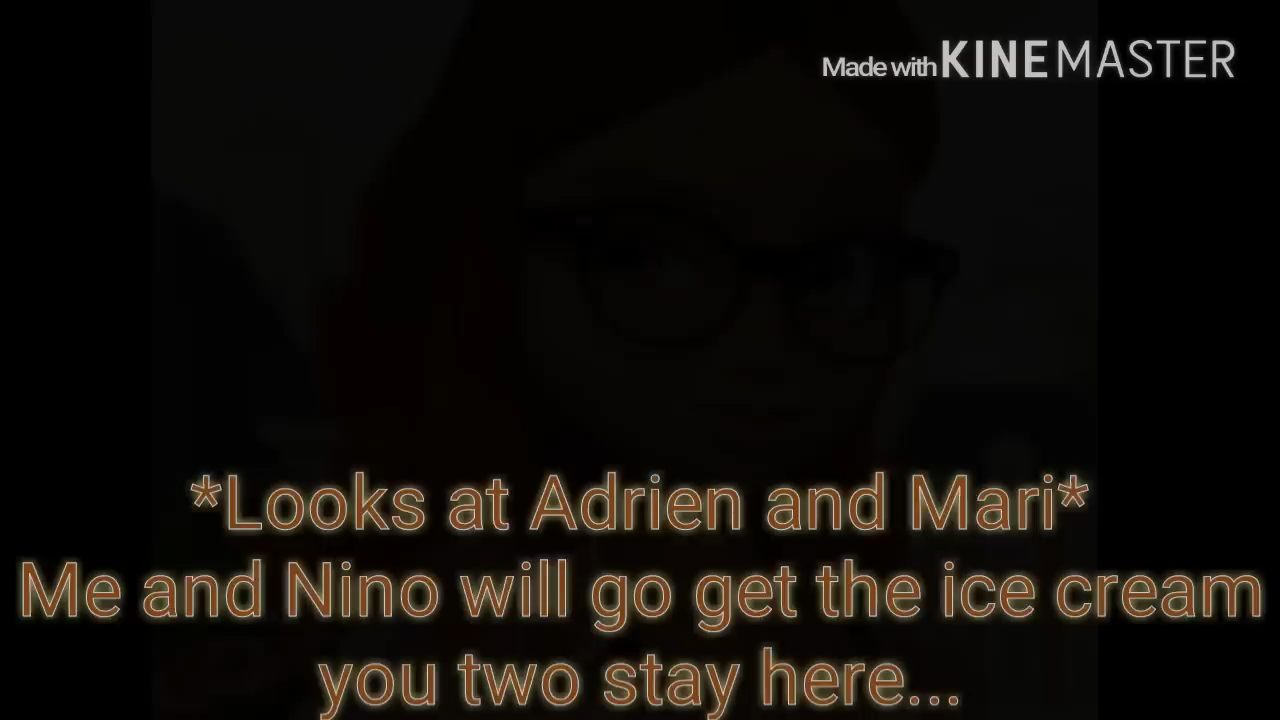 Made with KINEMASTER
*Looks at Adrien and Mari*
Me and Nino will go get the ice cream
you two stay here...